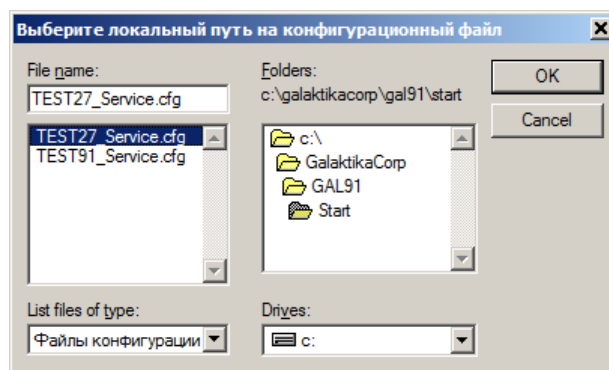 Выберите локальный путь на конфигурационный файл
File name:
TEST27_Service.cfg
TEST27_Service.cfg
TEST91_Service.cfg
List files of type:
Файлы конфигурации
Folders:
c:\galaktikacorp\gal91\start
c:\
GalaktikaCorp
GAL91
Start
Drives:
c:
OK
Cancel